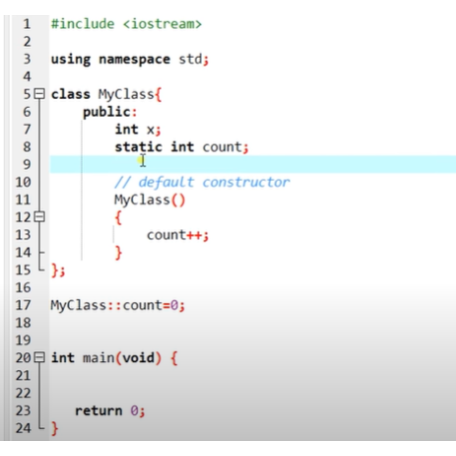 1 #include <iostream>
2
3 using namespace std;
4
5 class MyClass{
6 public:
7 int x;
8 static int count;
9
10 // default constructor
11 MyClass()
12 {
13 count++;
14 }
15 };
16
17 MyClass::count=0;
18
19
20 int main(void) {
21
22
23 return 0;
24 }